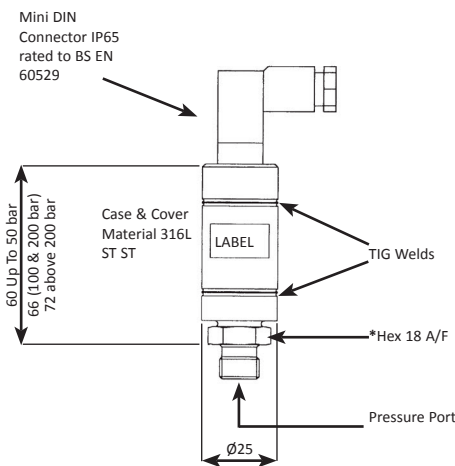 Mini DIN
Connector IP65
rated to BS EN
60529
60 Up To 50 bar
66 (100 & 200 bar)
72 above 200 bar
Case & Cover
Material 316L
ST ST
LABEL
TIG Welds
*Hex 18 A/F
Pressure Port
Ø25